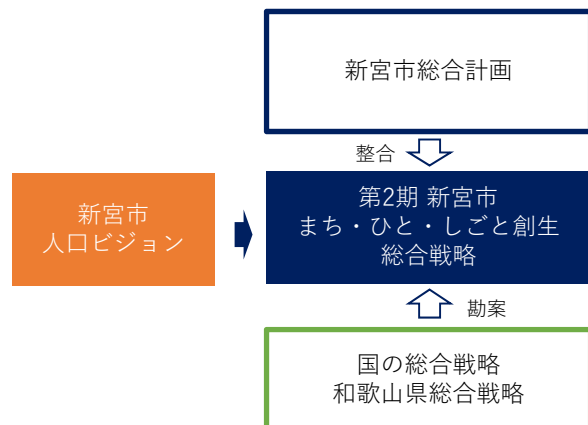 新宮市総合計画
整合
新宮市
人口ビジョン
第2期 新宮市
まち・ひと・しごと創生
総合戦略
勘案
国の総合戦略
和歌山県総合戦略